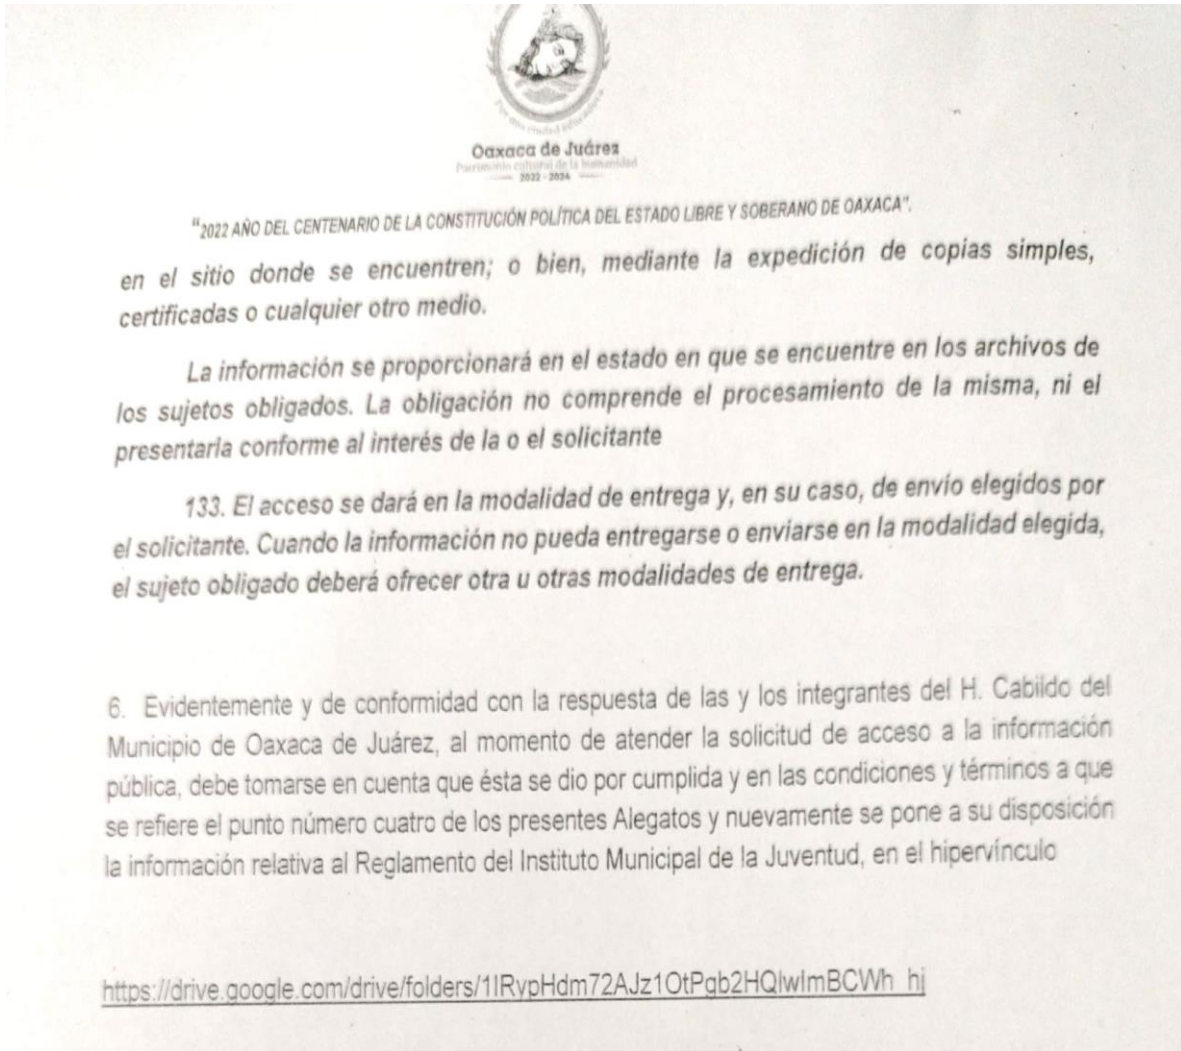 Por una ciudad educadora
Oaxaca de Juárez
Patrimonio cultural de la humanidad
2022 - 2024
"2022 AÑO DEL CENTENARIO DE LA CONSTITUCIÓN POLÍTICA DEL ESTADO LIBRE Y SOBERANO DE OAXACA".
en el sitio donde se encuentren; o bien, mediante la expedición de copias simples,
certificadas o cualquier otro medio.
La información se proporcionará en el estado en que se encuentre en los archivos de
los sujetos obligados. La obligación no comprende el procesamiento de la misma, ni el
presentarla conforme al interés de la o el solicitante
133. El acceso se dará en la modalidad de entrega y, en su caso, de envío elegidos por
el solicitante. Cuando la información no pueda entregarse o enviarse en la modalidad elegida,
el sujeto obligado deberá ofrecer otra u otras modalidades de entrega.
6. Evidentemente y de conformidad con la respuesta de las y los integrantes del H. Cabildo del
Municipio de Oaxaca de Juárez, al momento de atender la solicitud de acceso a la información
pública, debe tomarse en cuenta que ésta se dio por cumplida y en las condiciones y términos a que
se refiere el punto número cuatro de los presentes Alegatos y nuevamente se pone a su disposición
la información relativa al Reglamento del Instituto Municipal de la Juventud, en el hipervínculo
https://drive.google.com/drive/folders/1IRvpHdm72AJz1OtPgb2HQlwImBCWh_hj